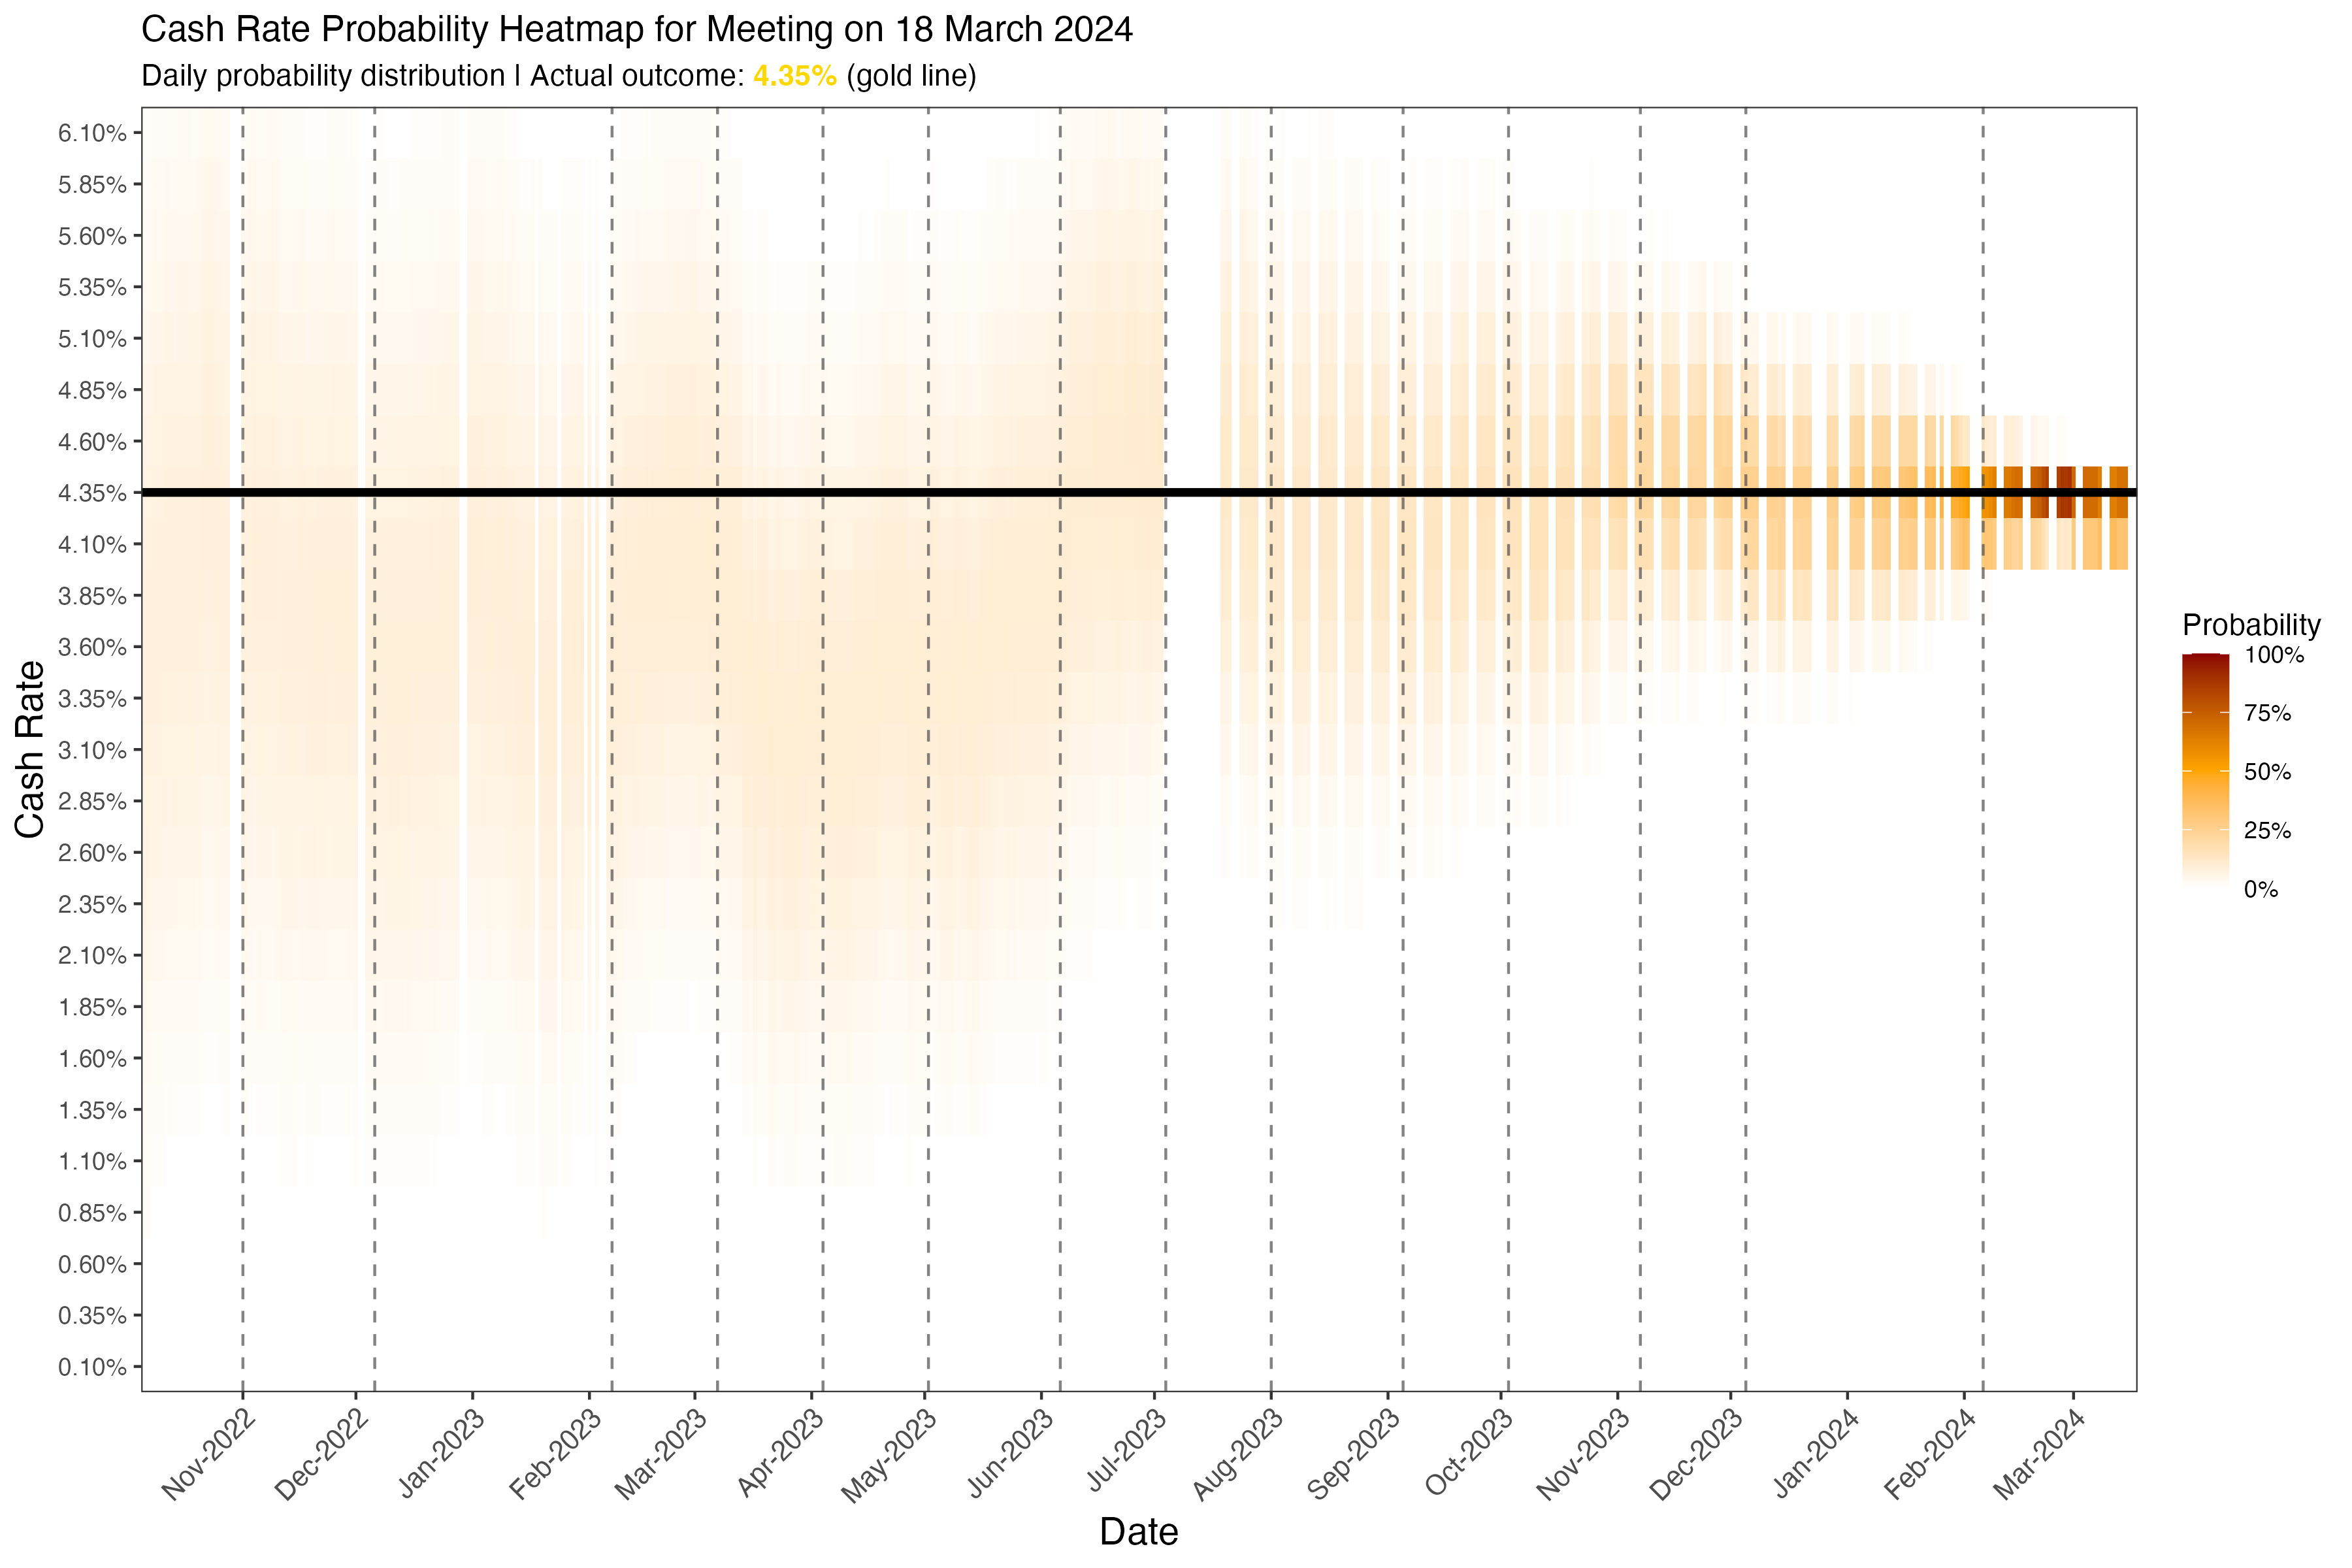 Cash Rate Probability Heatmap for Meeting on 18 March 2024
Daily probability distribution | Actual outcome: 4.35% (gold line)
Cash Rate
6.10%
5.85%
5.60%
5.35%
5.10%
4.85%
4.60%
4.35%
4.10%
3.85%
3.60%
3.35%
3.10%
2.85%
2.60%
2.35%
2.10%
1.85%
1.60%
1.35%
1.10%
0.85%
0.60%
0.35%
0.10%
Nov-2022
Dec-2022
Jan-2023
Feb-2023
Mar-2023
Apr-2023
May-2023
Jun-2023
Jul-2023
Aug-2023
Sep-2023
Oct-2023
Nov-2023
Dec-2023
Jan-2024
Feb-2024
Mar-2024
Date
Probability
100%
75%
50%
25%
0%